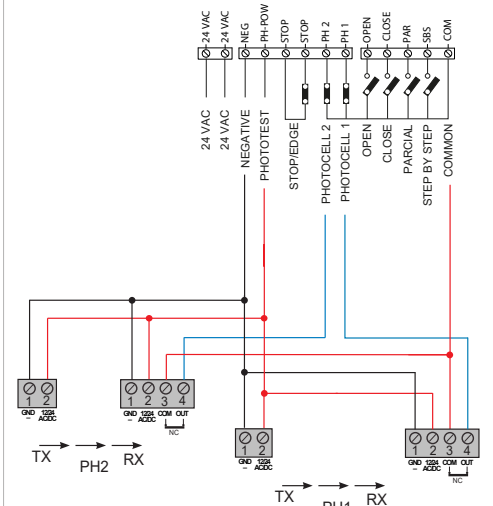 24 VAC
24 VAC
NEG
PH-POW
STOP
STOP
PH 2
PH 1
OPEN
CLOSE
PAR
SBS
COM
24 VAC
24 VAC
NEGATIVE
PHOTOTEST
STOP/EDGE
PHOTOCELL 2
PHOTOCELL 1
OPEN
CLOSE
PARCIAL
STEP BY STEP
COMMON
1 2
GND 12/24
– AC/DC
1 2 3 4
GND 12/24 COM OUT
– AC/DC
NC
TX PH2 RX
1 2
GND 12/24
– AC/DC
1 2 3 4
GND 12/24 COM OUT
– AC/DC
NC
TX PH1 RX